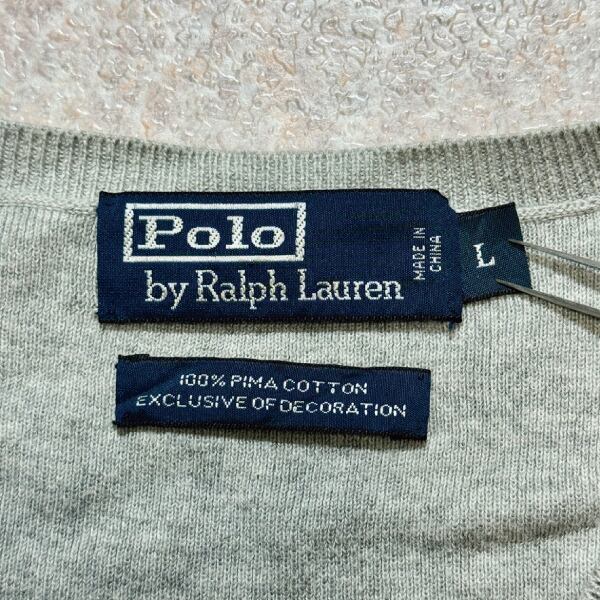 Polo
by Ralph Lauren
MADE IN
CHINA
L
100% PIMA COTTON
EXCLUSIVE OF DECORATION